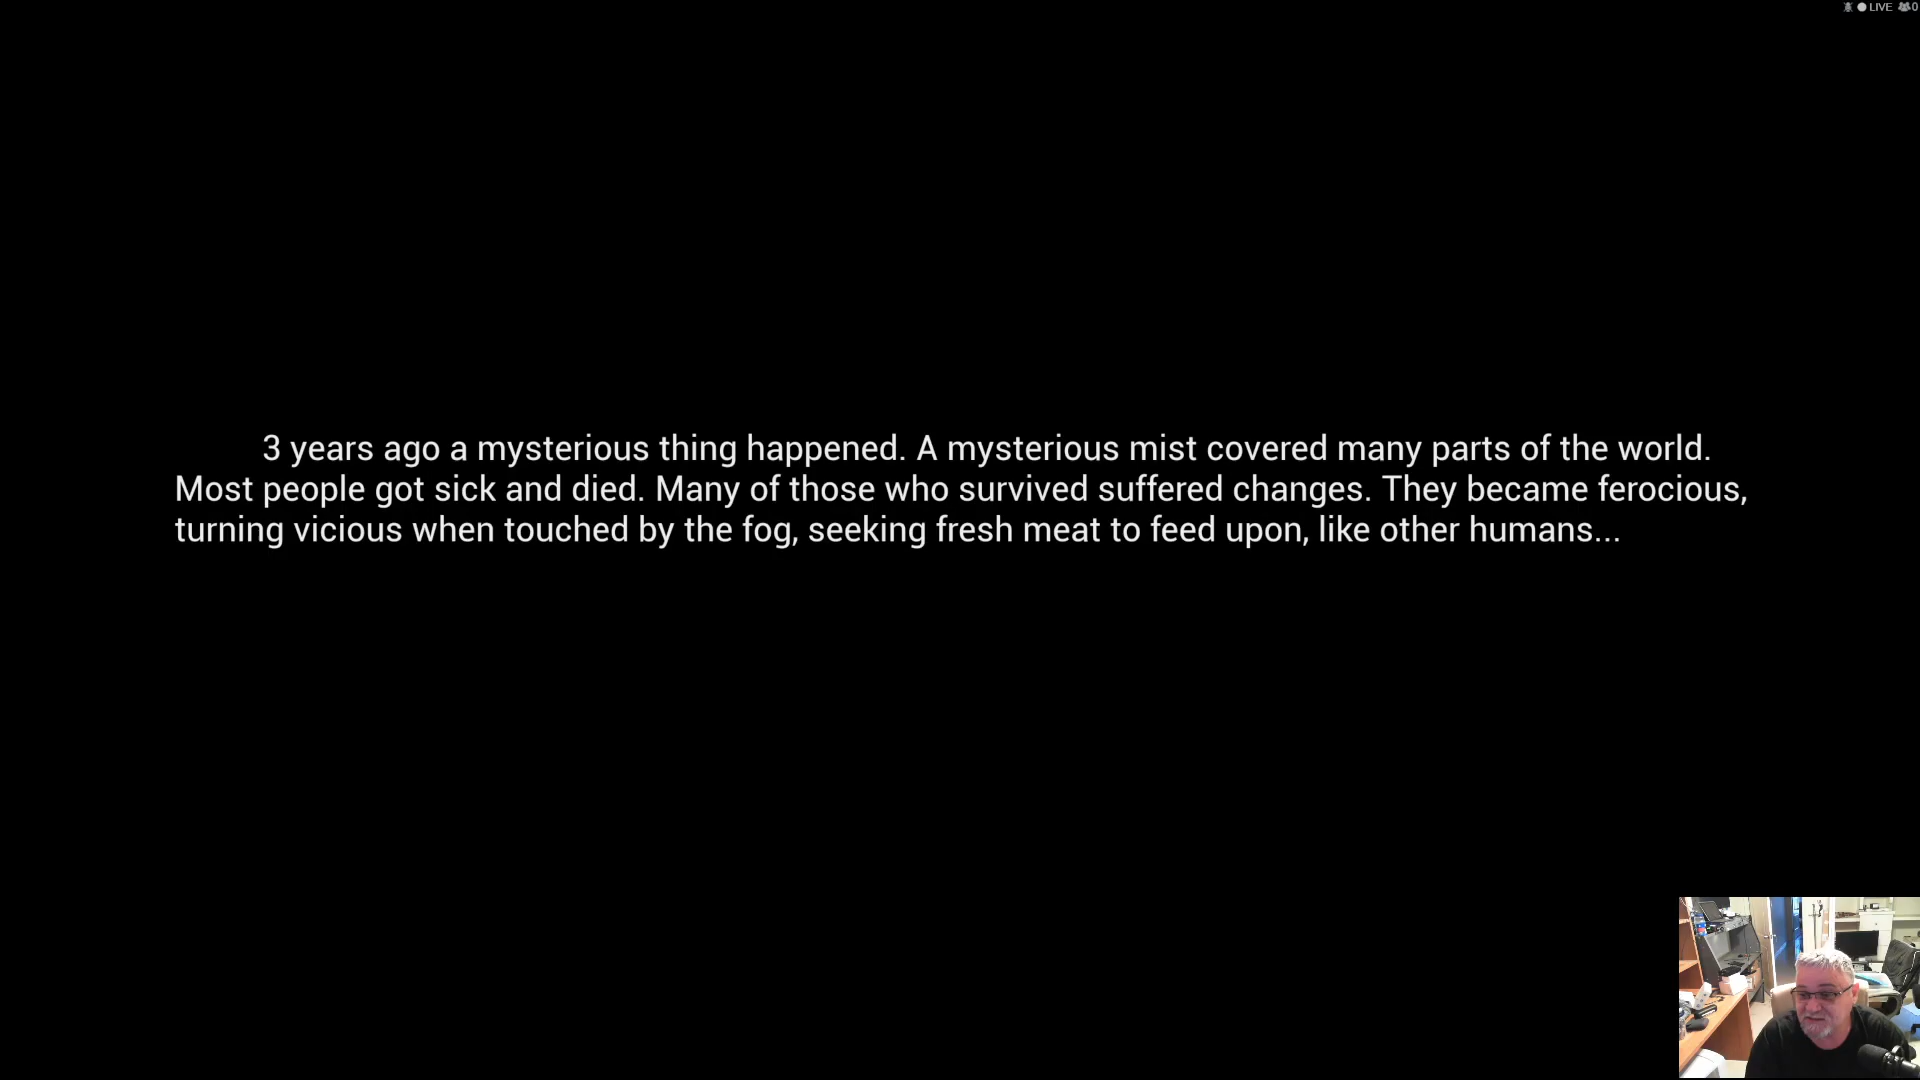 LIVE 0
3 years ago a mysterious thing happened. A mysterious mist covered many parts of the world.
Most people got sick and died. Many of those who survived suffered changes. They became ferocious,
turning vicious when touched by the fog, seeking fresh meat to feed upon, like other humans...